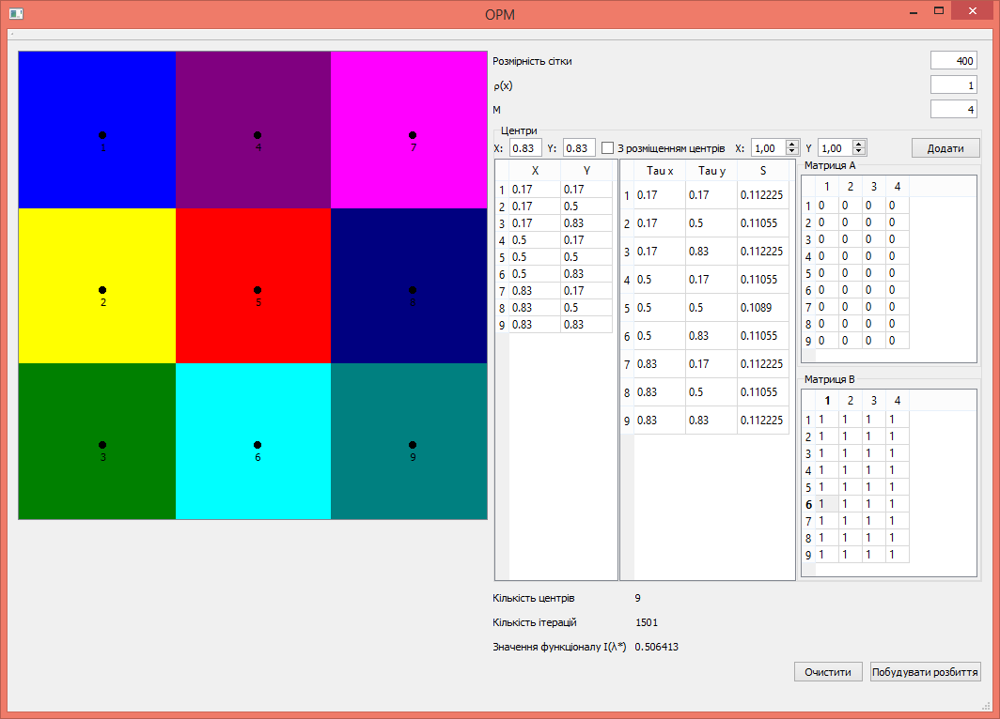 OPM
Розмірність сітки 400
ρ(x) 1
M 4
Центри
X: 0.83 Y: 0.83 З розміщенням центрів X: 1,00 Y 1,00 Додати
X Y
1 0.17 0.17
2 0.17 0.5
3 0.17 0.83
4 0.5 0.17
5 0.5 0.5
6 0.5 0.83
7 0.83 0.17
8 0.83 0.5
9 0.83 0.83
Tau x Tau y S
1 0.17 0.17 0.112225
2 0.17 0.5 0.11055
3 0.17 0.83 0.112225
4 0.5 0.17 0.11055
5 0.5 0.5 0.1089
6 0.5 0.83 0.11055
7 0.83 0.17 0.112225
8 0.83 0.5 0.11055
9 0.83 0.83 0.112225
Матриця A
1 2 3 4
1 0 0 0 0
2 0 0 0 0
3 0 0 0 0
4 0 0 0 0
5 0 0 0 0
6 0 0 0 0
7 0 0 0 0
8 0 0 0 0
9 0 0 0 0
Матриця B
1 2 3 4
1 1 1 1 1
2 1 1 1 1
3 1 1 1 1
4 1 1 1 1
5 1 1 1 1
6 1 1 1 1
7 1 1 1 1
8 1 1 1 1
9 1 1 1 1
1 4 7
2 5 8
3 6 9
Кількість центрів 9
Кількість ітерацій 1501
Значення функціоналу I(λ*) 0.506413
Очистити Побудувати розбиття